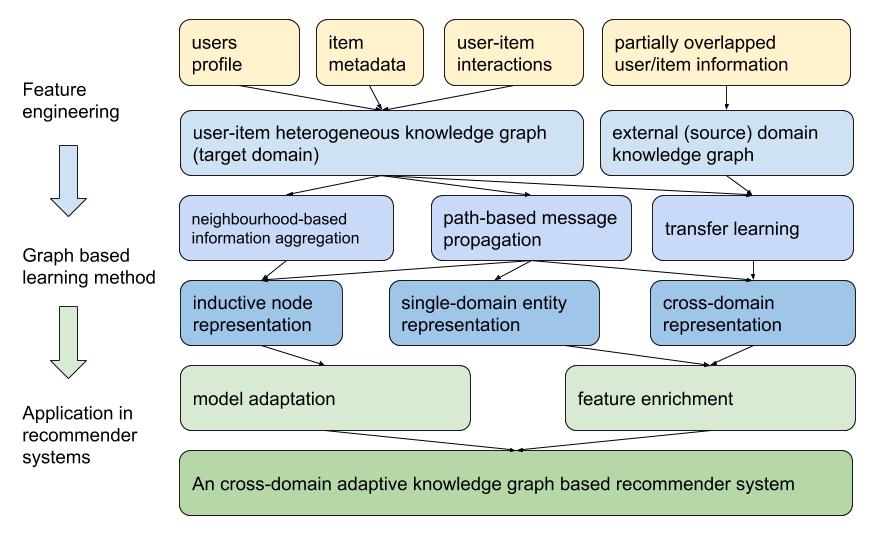 users
profile
item
metadata
user-item
interactions
partially overlapped
user/item information
Feature
engineering
user-item heterogeneous knowledge graph
(target domain)
external (source) domain
knowledge graph
neighbourhood-based
information aggregation
path-based message
propagation
transfer learning
Graph based
learning method
inductive node
representation
single-domain entity
representation
cross-domain
representation
model adaptation
feature enrichment
Application in
recommender
systems
An cross-domain adaptive knowledge graph based recommender system